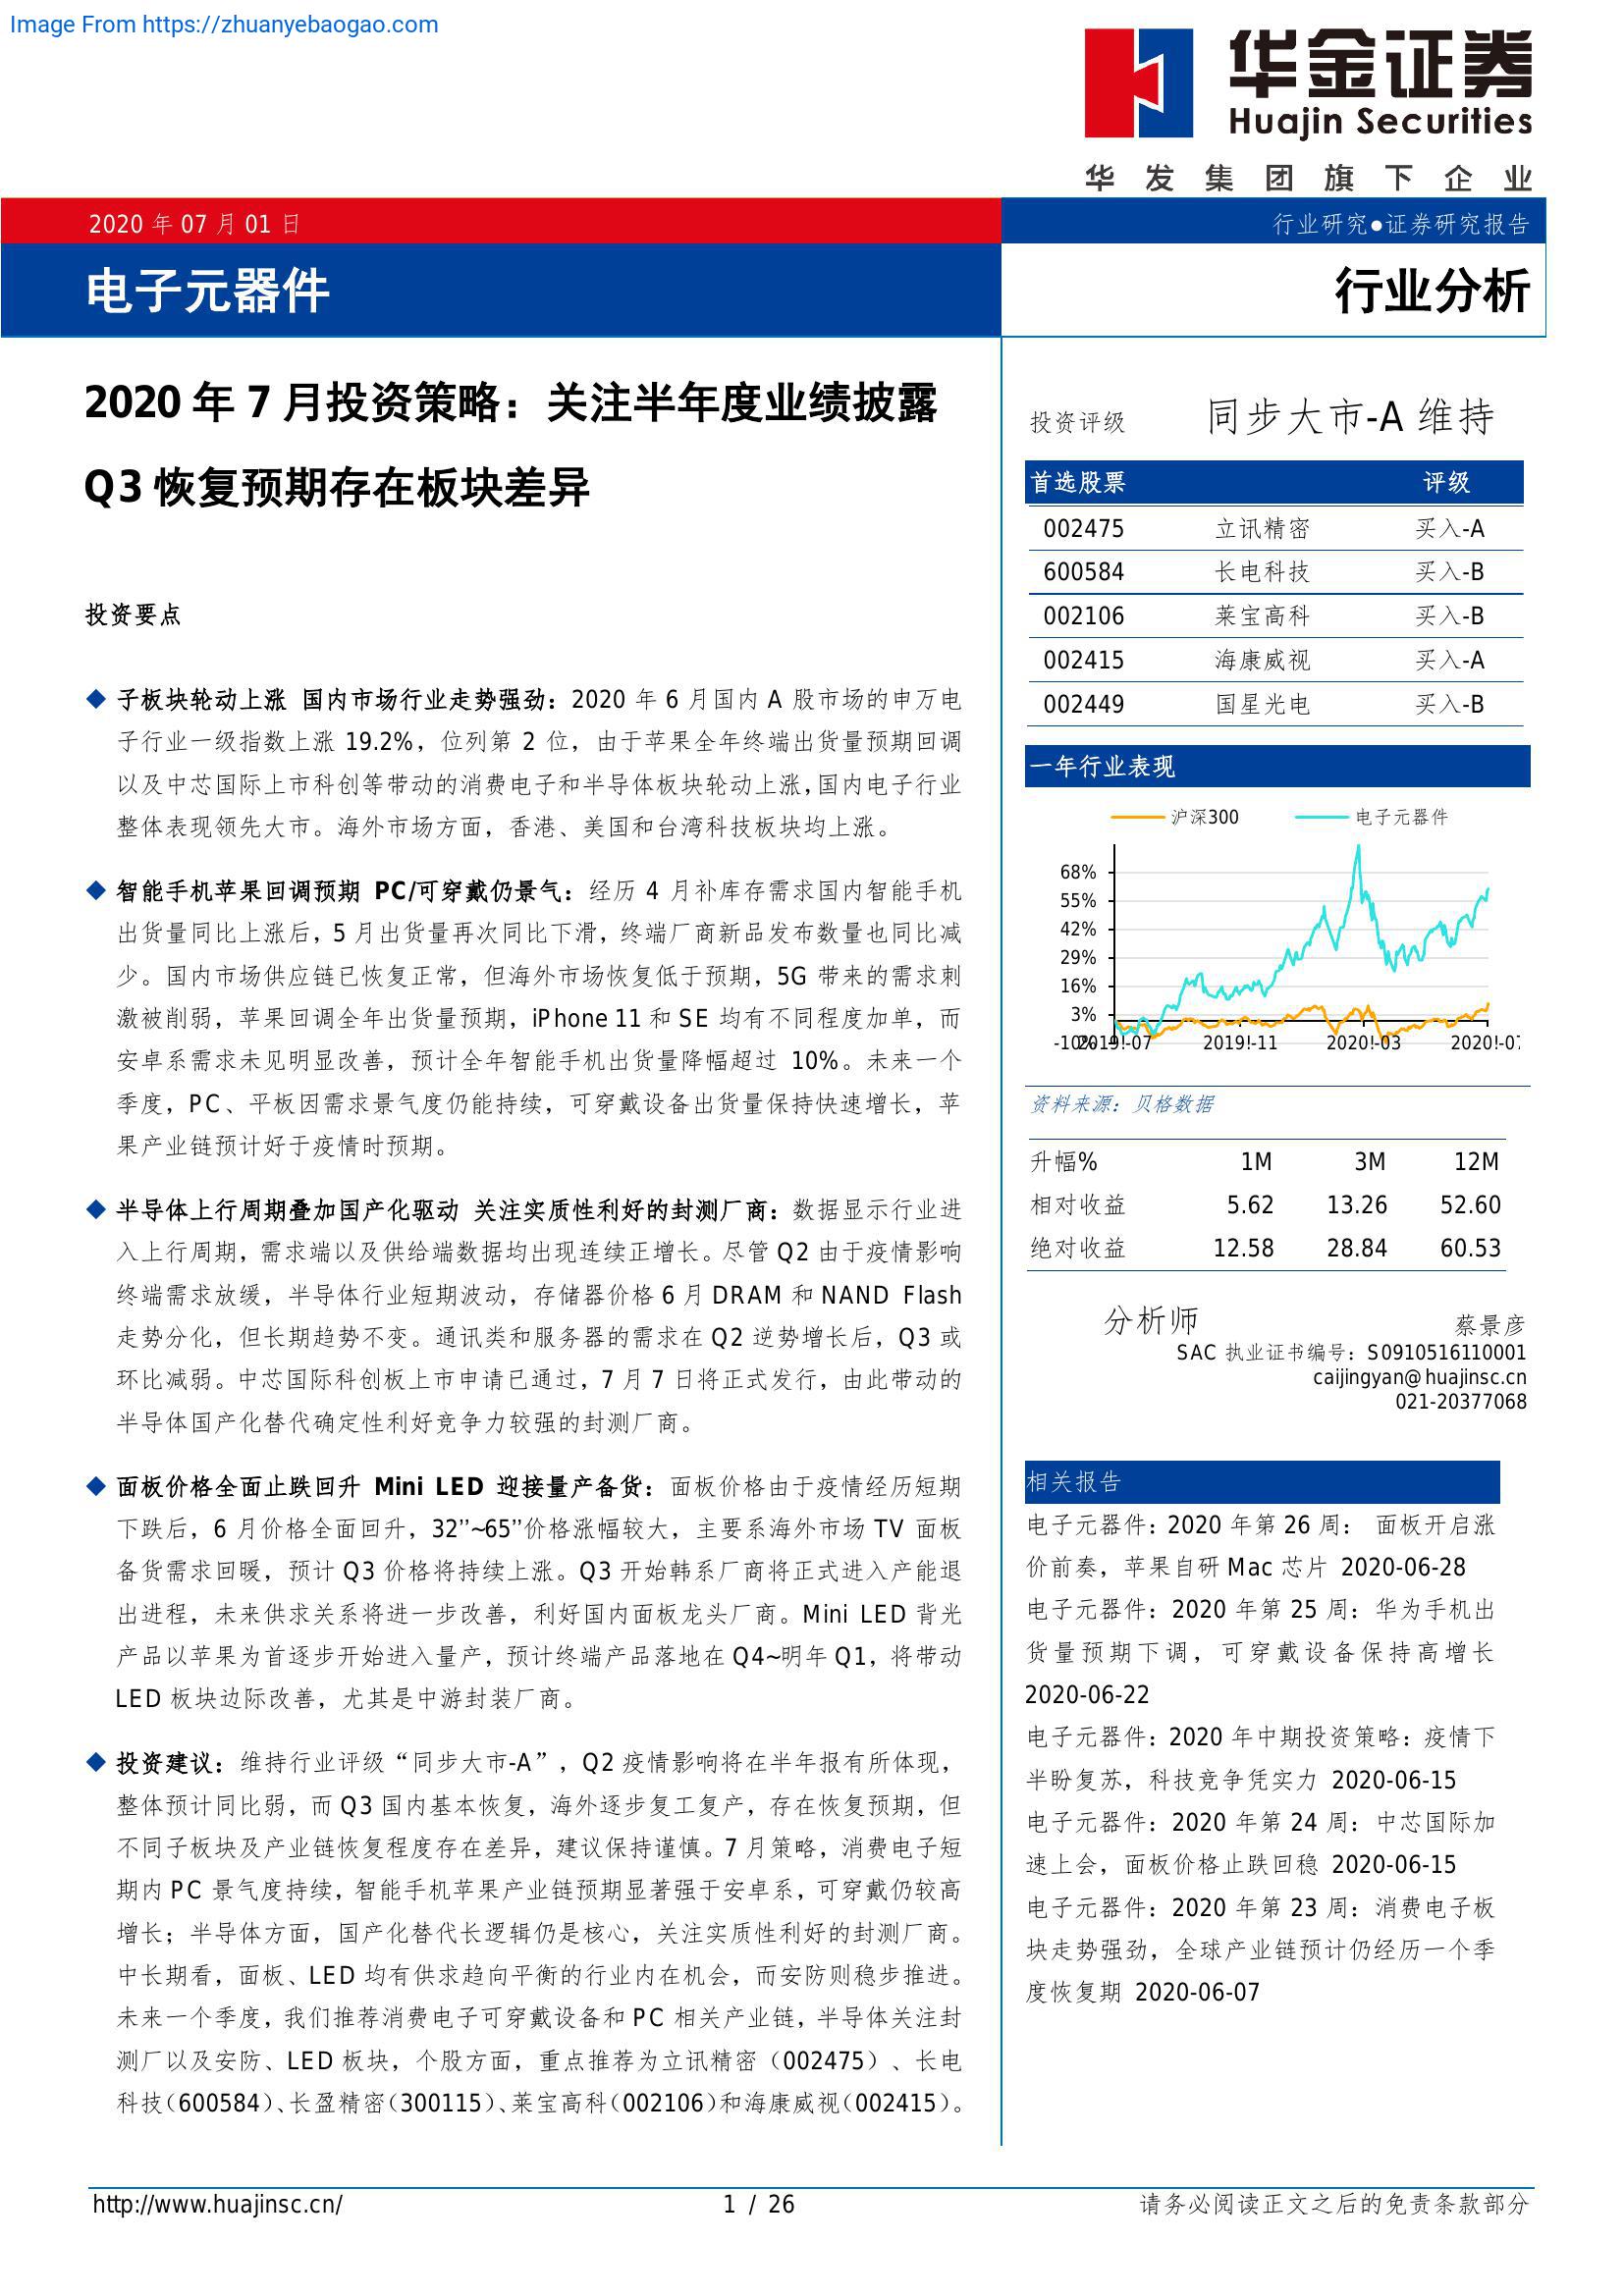 Image From https://zhuanyebaogao.com
华金证券
Huajin Securities
华发集团旗下企业
2020 年 07 月 01 日
行业研究●证券研究报告
电子元器件
行业分析
2020 年 7 月投资策略：关注半年度业绩披露
Q3 恢复预期存在板块差异
投资要点
◆ 子板块轮动上涨 国内市场行业走势强劲：2020 年 6 月国内 A 股市场的申万电
子行业一级指数上涨 19.2%，位列第 2 位，由于苹果全年终端出货量预期回调
以及中芯国际上市科创等带动的消费电子和半导体板块轮动上涨，国内电子行业
整体表现领先大市。海外市场方面，香港、美国和台湾科技板块均上涨。
◆ 智能手机苹果回调预期 PC/可穿戴仍景气：经历 4 月补库存需求国内智能手机
出货量同比上涨后，5 月出货量再次同比下滑，终端厂商新品发布数量也同比减
少。国内市场供应链已恢复正常，但海外市场恢复低于预期，5G 带来的需求刺
激被削弱，苹果回调全年出货量预期，iPhone 11 和 SE 均有不同程度加单，而
安卓系需求未见明显改善，预计全年智能手机出货量降幅超过 10%。未来一个
季度，PC、平板因需求景气度仍能持续，可穿戴设备出货量保持快速增长，苹
果产业链预计好于疫情时预期。
◆ 半导体上行周期叠加国产化驱动 关注实质性利好的封测厂商：数据显示行业进
入上行周期，需求端以及供给端数据均出现连续正增长。尽管 Q2 由于疫情影响
终端需求放缓，半导体行业短期波动，存储器价格 6 月 DRAM 和 NAND Flash
走势分化，但长期趋势不变。通讯类和服务器的需求在 Q2 逆势增长后，Q3 或
环比减弱。中芯国际科创板上市申请已通过，7 月 7 日将正式发行，由此带动的
半导体国产化替代确定性利好竞争力较强的封测厂商。
◆ 面板价格全面止跌回升 Mini LED 迎接量产备货：面板价格由于疫情经历短期
下跌后，6 月价格全面回升，32’’~65’’价格涨幅较大，主要系海外市场 TV 面板
备货需求回暖，预计 Q3 价格将持续上涨。Q3 开始韩系厂商将正式进入产能退
出进程，未来供求关系将进一步改善，利好国内面板龙头厂商。Mini LED 背光
产品以苹果为首逐步开始进入量产，预计终端产品落地在 Q4~明年 Q1，将带动
LED 板块边际改善，尤其是中游封装厂商。
◆ 投资建议：维持行业评级“同步大市-A”，Q2 疫情影响将在半年报有所体现，
整体预计同比弱，而 Q3 国内基本恢复，海外逐步复工复产，存在恢复预期，但
不同子板块及产业链恢复程度存在差异，建议保持谨慎。7 月策略，消费电子短
期内 PC 景气度持续，智能手机苹果产业链预期显著强于安卓系，可穿戴仍较高
增长；半导体方面，国产化替代长逻辑仍是核心，关注实质性利好的封测厂商。
中长期看，面板、LED 均有供求趋向平衡的行业内在机会，而安防则稳步推进。
未来一个季度，我们推荐消费电子可穿戴设备和 PC 相关产业链，半导体关注封
测厂以及安防、LED 板块，个股方面，重点推荐为立讯精密（002475）、长电
科技（600584）、长盈精密（300115）、莱宝高科（002106）和海康威视（002415）。
投资评级 同步大市-A 维持
首选股票 评级
002475 立讯精密 买入-A
600584 长电科技 买入-B
002106 莱宝高科 买入-B
002415 海康威视 买入-A
002449 国星光电 买入-B
一年行业表现
沪深300 电子元器件
68%
55%
42%
29%
16%
3%
-10% 2019!-07 2019!-11 2020!-03 2020!-07
资料来源：贝格数据
升幅% 1M 3M 12M
相对收益 5.62 13.26 52.60
绝对收益 12.58 28.84 60.53
分析师 蔡景彦
SAC 执业证书编号：S0910516110001
caijingyan@huajinsc.cn
021-20377068
相关报告
电子元器件：2020 年第 26 周： 面板开启涨
价前奏，苹果自研 Mac 芯片 2020-06-28
电子元器件：2020 年第 25 周：华为手机出
货量预期下调，可穿戴设备保持高增长
2020-06-22
电子元器件：2020 年中期投资策略：疫情下
半盼复苏，科技竞争凭实力 2020-06-15
电子元器件：2020 年第 24 周：中芯国际加
速上会，面板价格止跌回稳 2020-06-15
电子元器件：2020 年第 23 周：消费电子板
块走势强劲，全球产业链预计仍经历一个季
度恢复期 2020-06-07
http://www.huajinsc.cn/
1 / 26
请务必阅读正文之后的免责条款部分